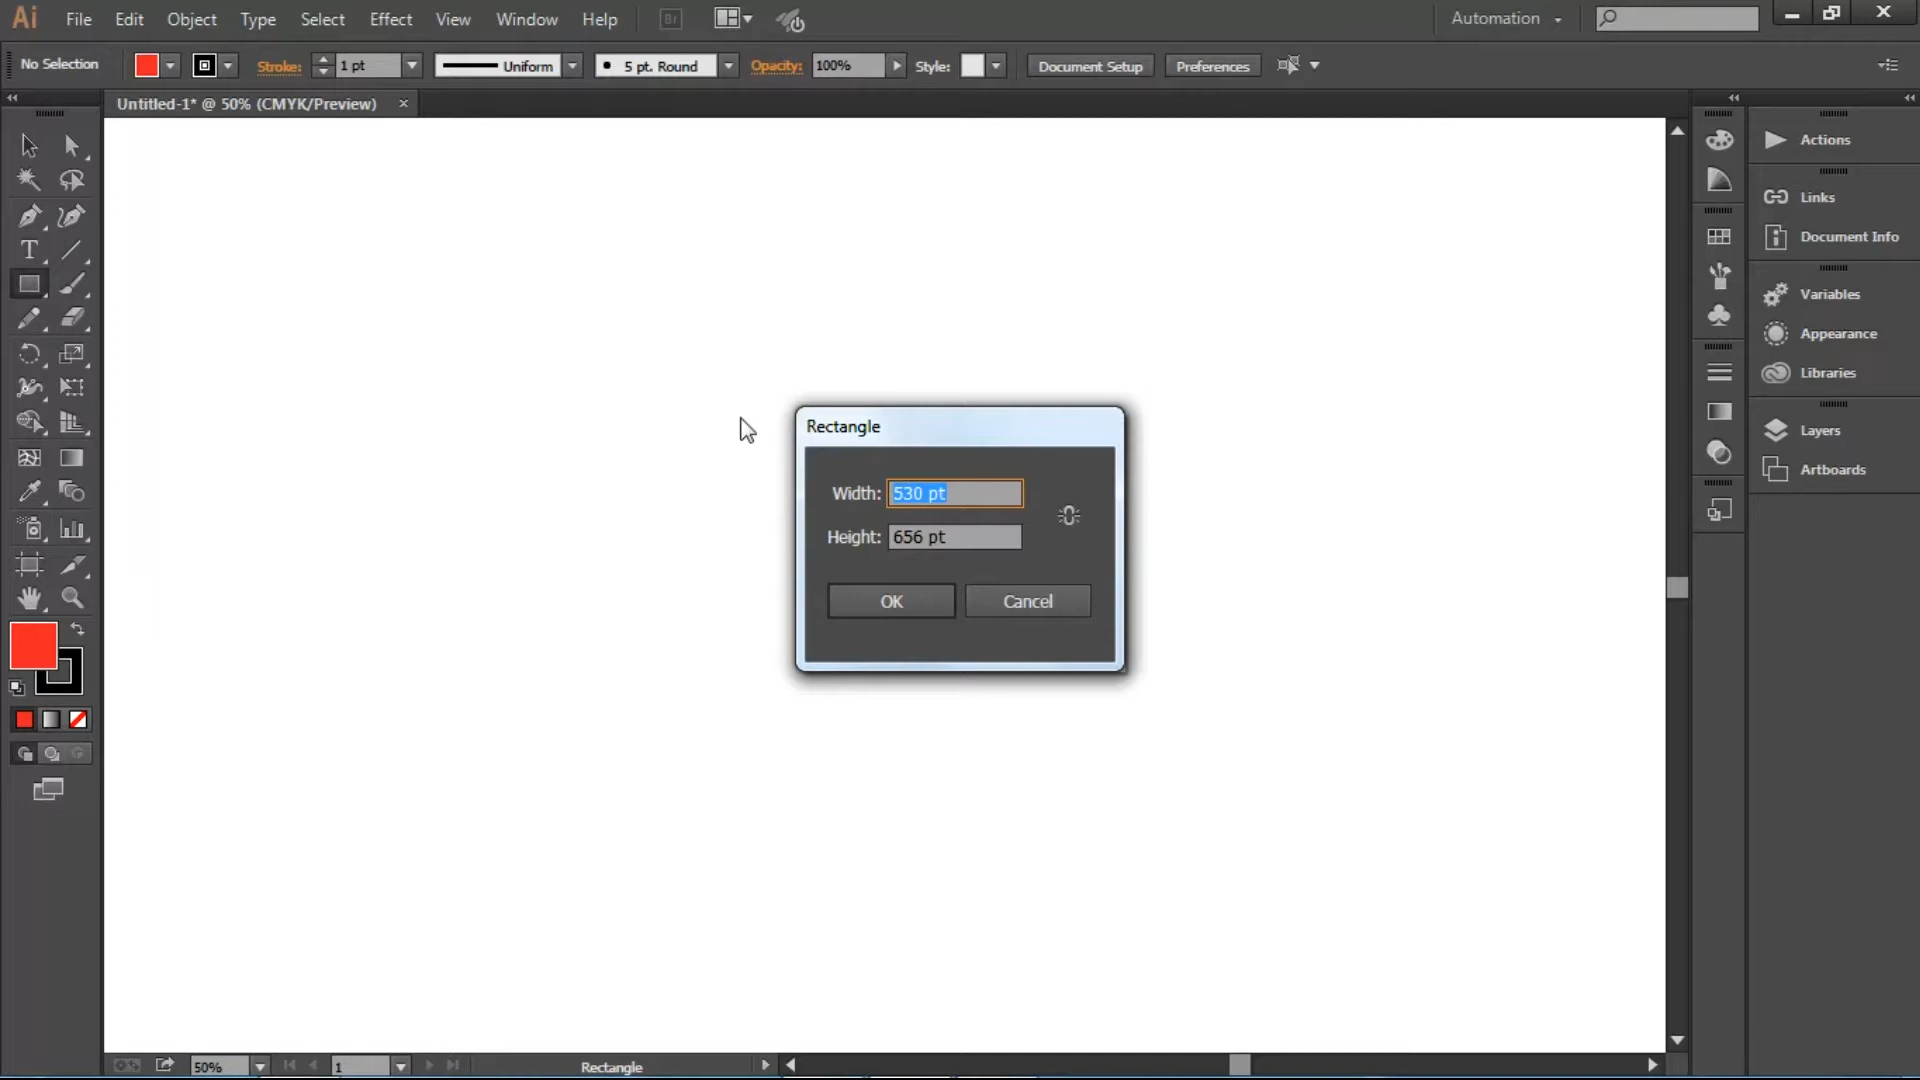 Ai File Edit Object Type Select Effect View Window Help Br Automation
No Selection Stroke: 1 pt Uniform 5 pt. Round Opacity: 100% Style: Document Setup Preferences
Untitled-1* @ 50% (CMYK/Preview) ×
Actions
Links
Document Info
Variables
Appearance
Libraries
Layers
Artboards
Rectangle
Width: 530 pt
Height: 656 pt
OK Cancel
50% 1 Rectangle